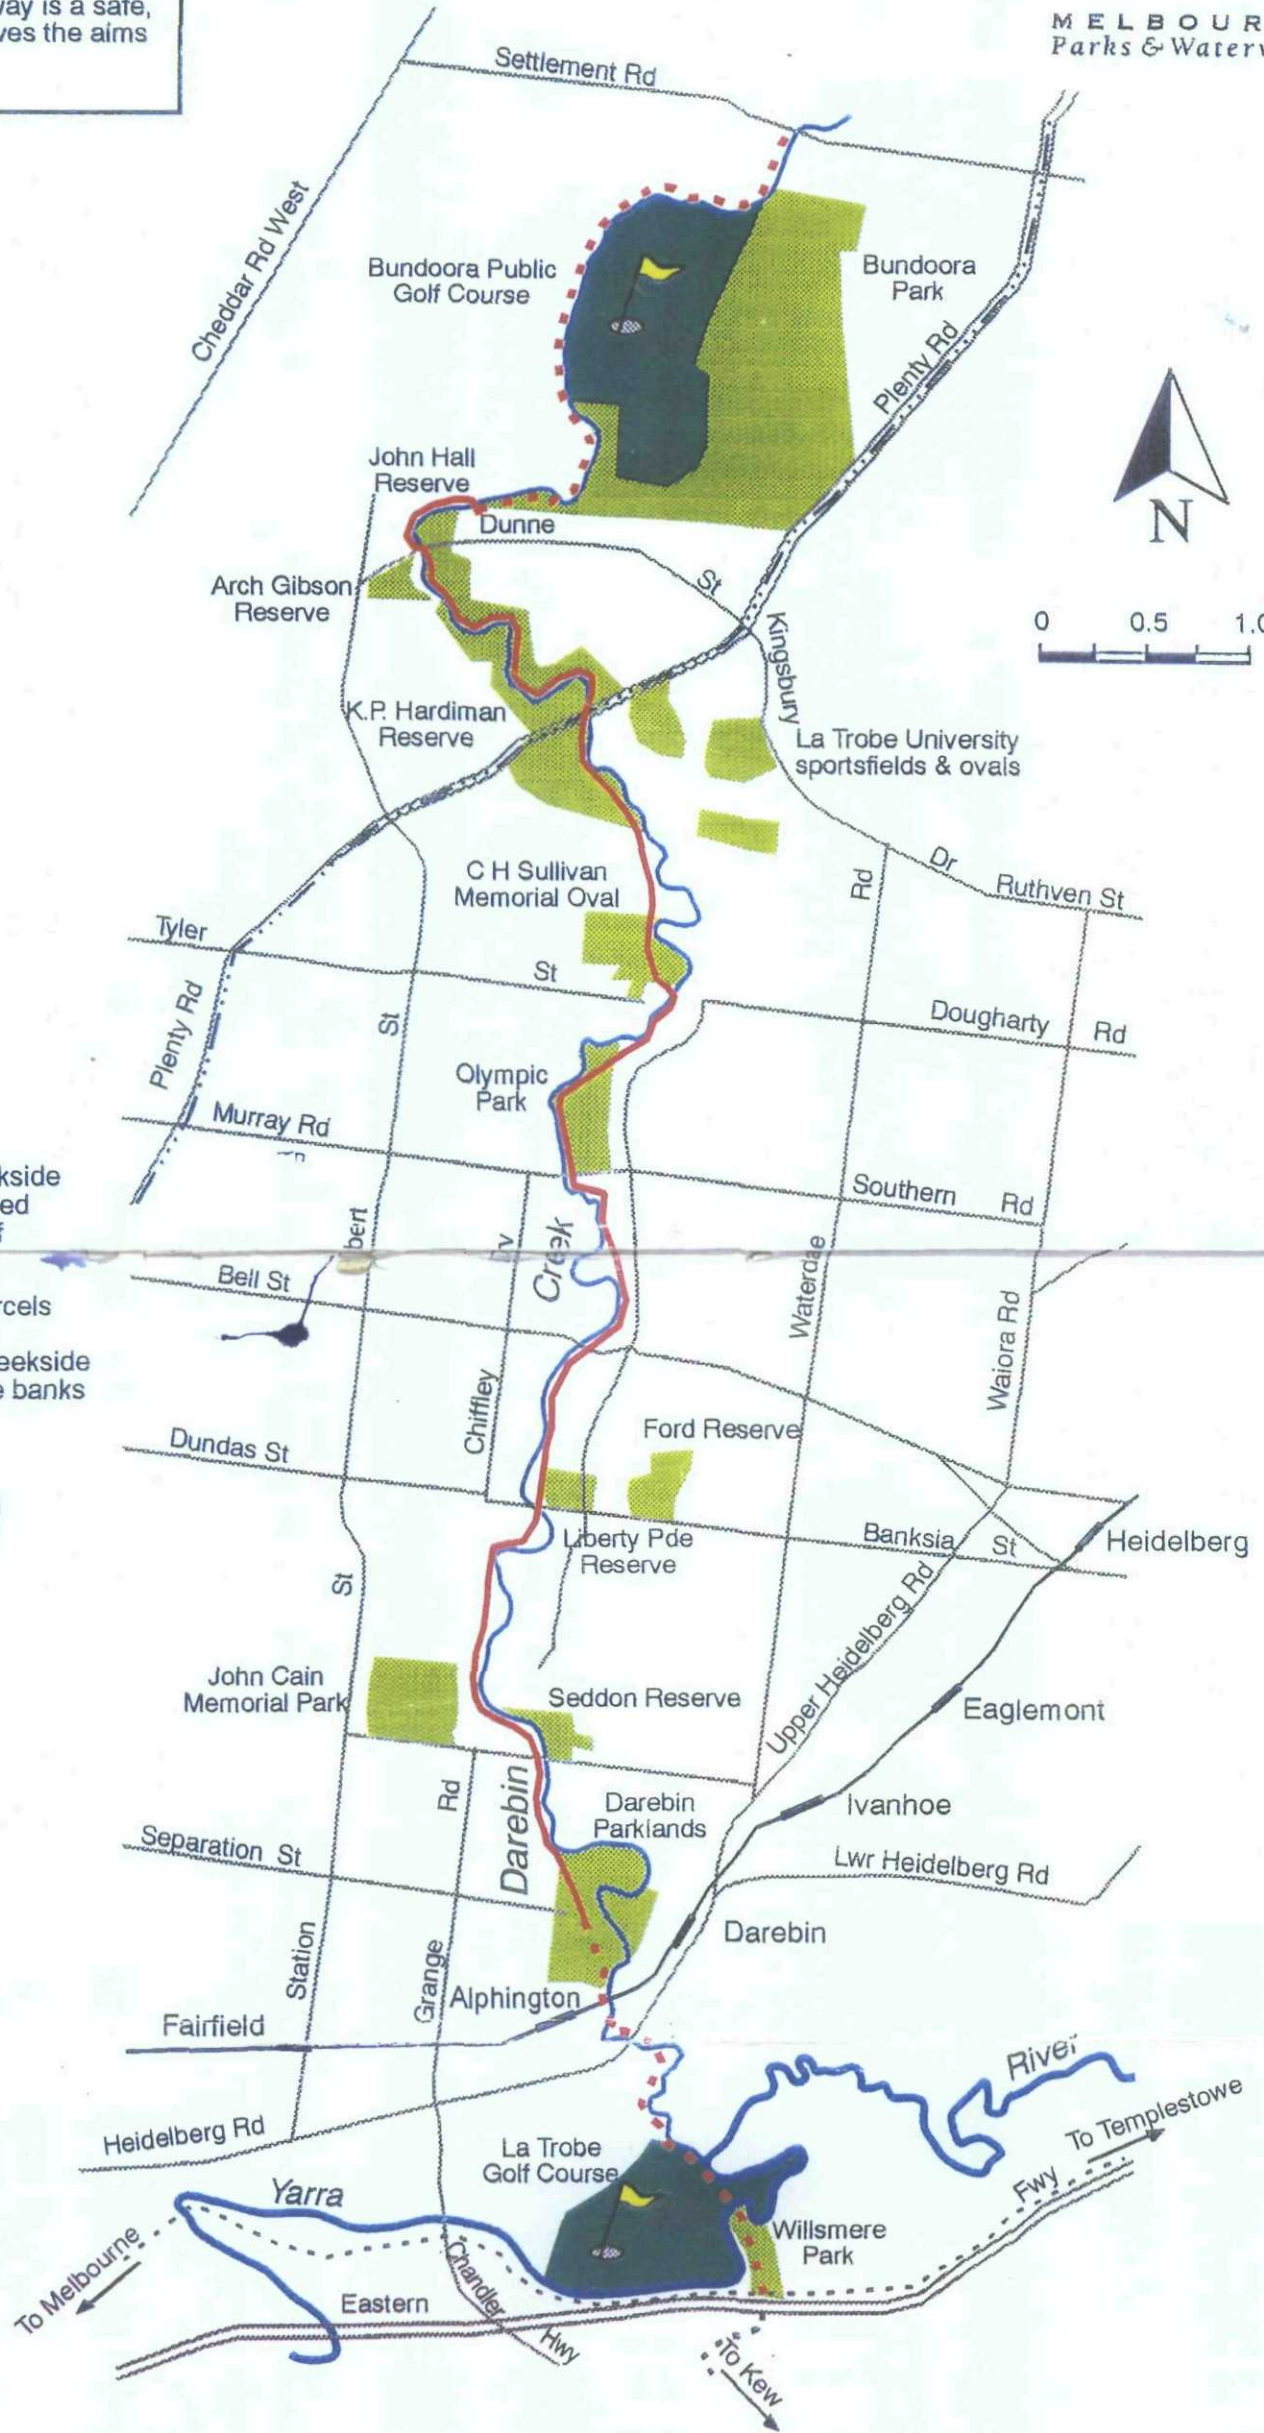 way is a safe,
ves the aims
MELBOUR
Parks & Waterw
Settlement Rd
Cheddar Rd West
Bundoora Public
Golf Course
Bundoora
Park
Plenty Rd
N
John Hall
Reserve
Dunne
St
Arch Gibson
Reserve
0 0.5 1.0
Kingsbury
K.P. Hardiman
Reserve
La Trobe University
sportsfields & ovals
C H Sullivan
Memorial Oval
Rd
Dr
Ruthven St
Tyler
St
Plenty Rd
St
Dougharty Rd
Olympic
Park
Murray Rd
kside
ed
f
Southern Rd
bert
Creek
Bell St
Waterdae
Waiora Rd
rcels
eekside
e banks
Chiffley
Ford Reserve
Dundas St
Liberty Pde
Reserve
Banksia St
Heidelberg
St
Upper Heidelberg Rd
John Cain
Memorial Park
Seddon Reserve
Eaglemont
Rd
Darebin
Darebin
Parklands
Ivanhoe
Separation St
Lwr Heidelberg Rd
Darebin
Station
Grange
Alphington
Fairfield
River
Heidelberg Rd
La Trobe
Golf Course
To Templestowe
Fwy
Yarra
Willsmere
Park
To Melbourne
Chandler
Eastern
Hwy
To Kew